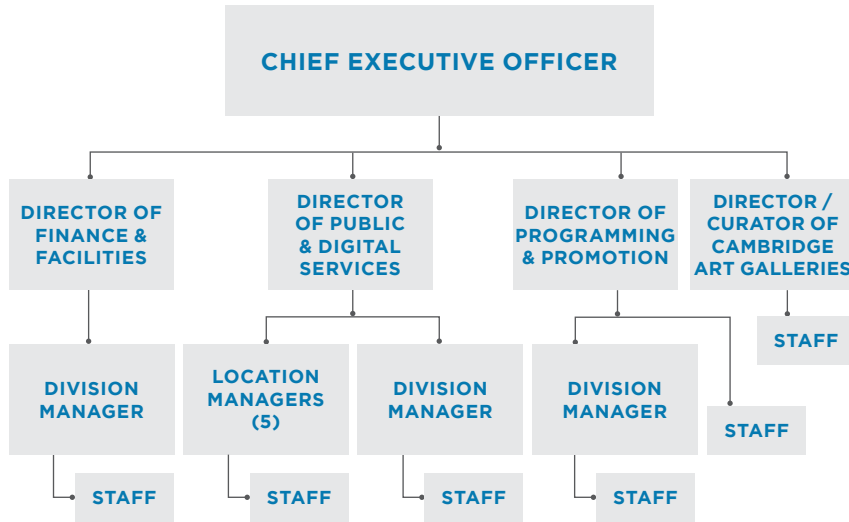 CHIEF EXECUTIVE OFFICER
DIRECTOR OF
FINANCE &
FACILITIES
DIRECTOR
OF PUBLIC
& DIGITAL
SERVICES
DIRECTOR OF
PROGRAMMING
& PROMOTION
DIRECTOR /
CURATOR OF
CAMBRIDGE
ART GALLERIES
STAFF
DIVISION
MANAGER
LOCATION
MANAGERS
(5)
DIVISION
MANAGER
DIVISION
MANAGER
STAFF
STAFF
STAFF
STAFF
STAFF